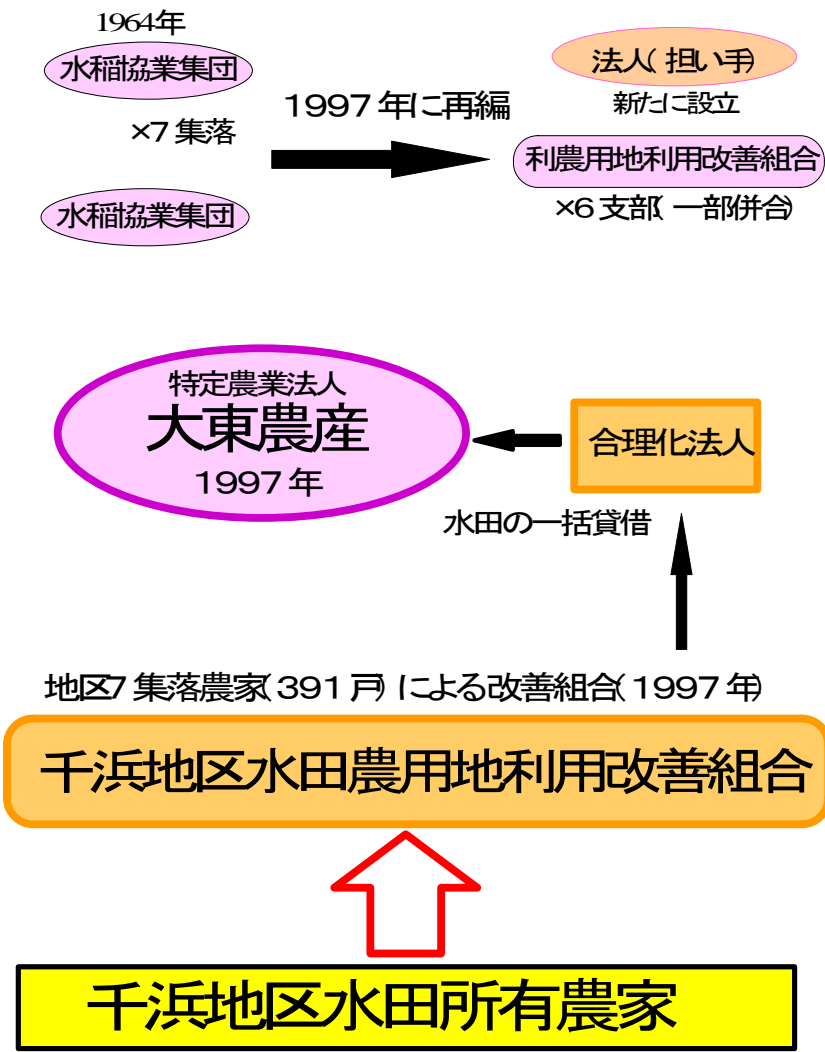 1964年
水稲協業集団
×7集落
水稲協業集団
1997年に再編
法人(担い手)
新たに設立
利農用地利用改善組合
×6支部(一部併合)
特定農業法人
大東農産
1997年
合理化法人
水田の一括貸借
地区7集落農家(391戸)による改善組合(1997年)
千浜地区水田農用地利用改善組合
千浜地区水田所有農家